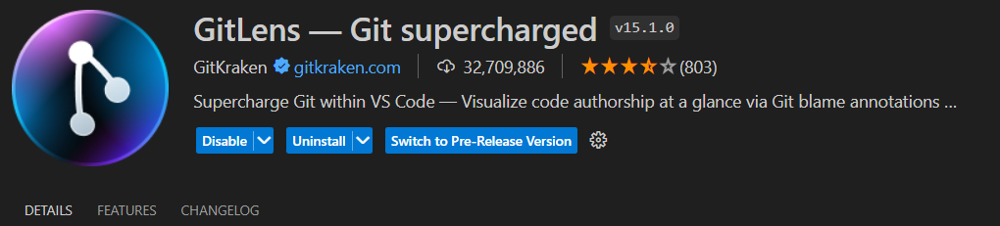 GitLens — Git supercharged v15.1.0
GitKraken gitkraken.com 32,709,886 (803)
Supercharge Git within VS Code — Visualize code authorship at a glance via Git blame annotations ...
Disable Uninstall Switch to Pre-Release Version
DETAILS FEATURES CHANGELOG